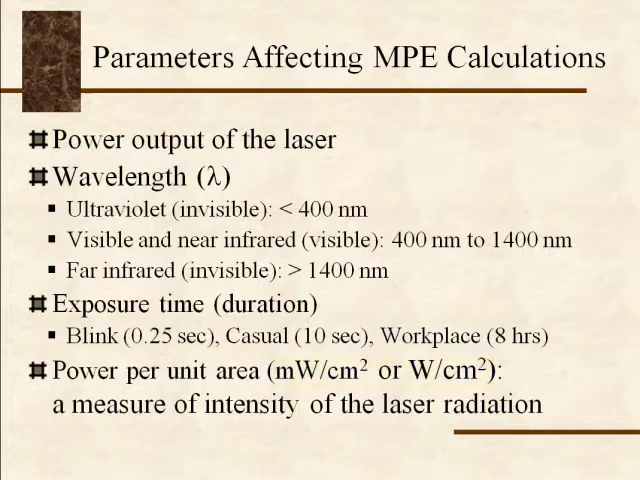 Parameters Affecting MPE Calculations
Power output of the laser
Wavelength (λ)
Ultraviolet (invisible): < 400 nm
Visible and near infrared (visible): 400 nm to 1400 nm
Far infrared (invisible): > 1400 nm
Exposure time (duration)
Blink (0.25 sec), Casual (10 sec), Workplace (8 hrs)
Power per unit area (mW/cm² or W/cm²):
a measure of intensity of the laser radiation